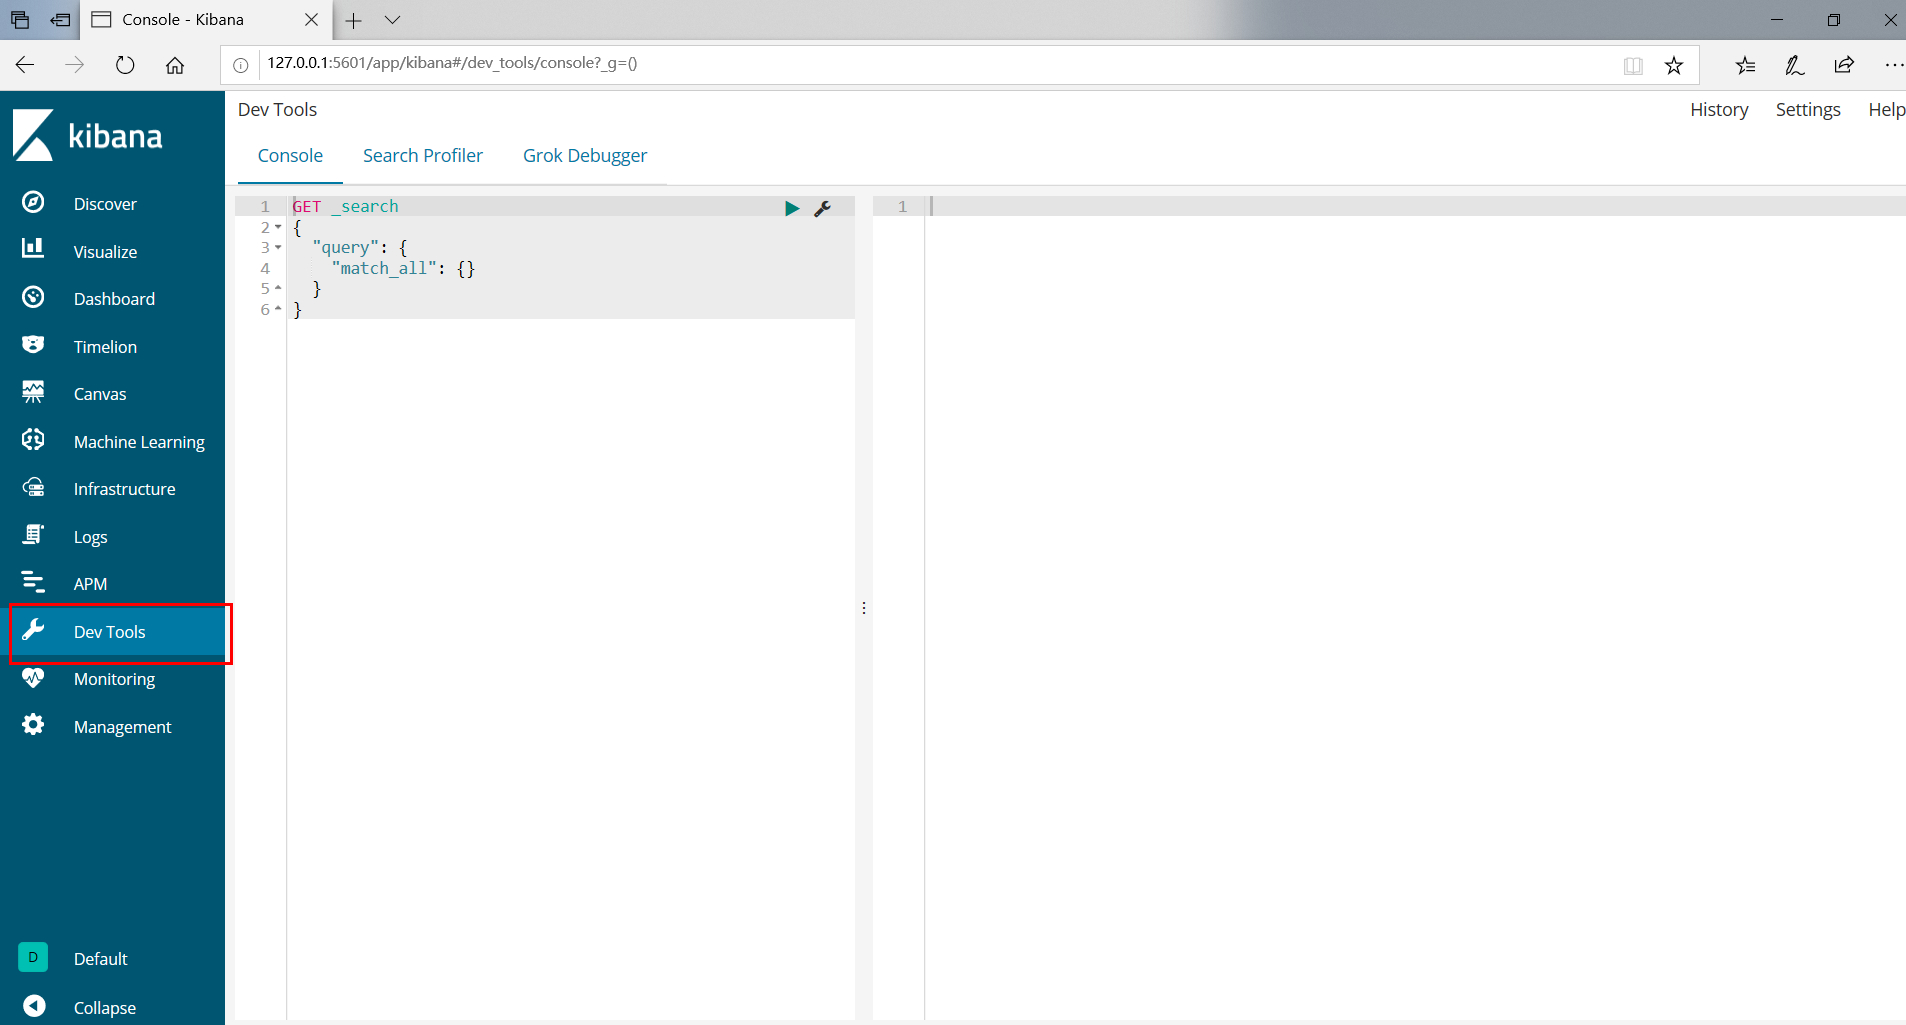 Console - Kibana
127.0.0.1:5601/app/kibana#/dev_tools/console?_g=()
kibana
Discover
Visualize
Dashboard
Timelion
Canvas
Machine Learning
Infrastructure
Logs
APM
Dev Tools
Monitoring
Management
D Default
Collapse
Dev Tools
History Settings Help
Console Search Profiler Grok Debugger
1 GET _search
2 {
3 "query": {
4 "match_all": {}
5 }
6 }
1